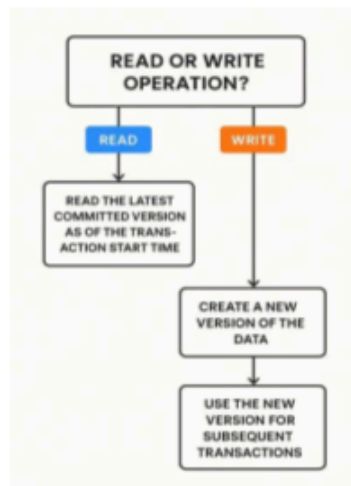 READ OR WRITE
OPERATION?
READ
WRITE
READ THE LATEST
COMMITTED VERSION
AS OF THE TRANS-
ACTION START TIME
CREATE A NEW
VERSION OF THE
DATA
USE THE NEW
VERSION FOR
SUBSEQUENT
TRANSACTIONS